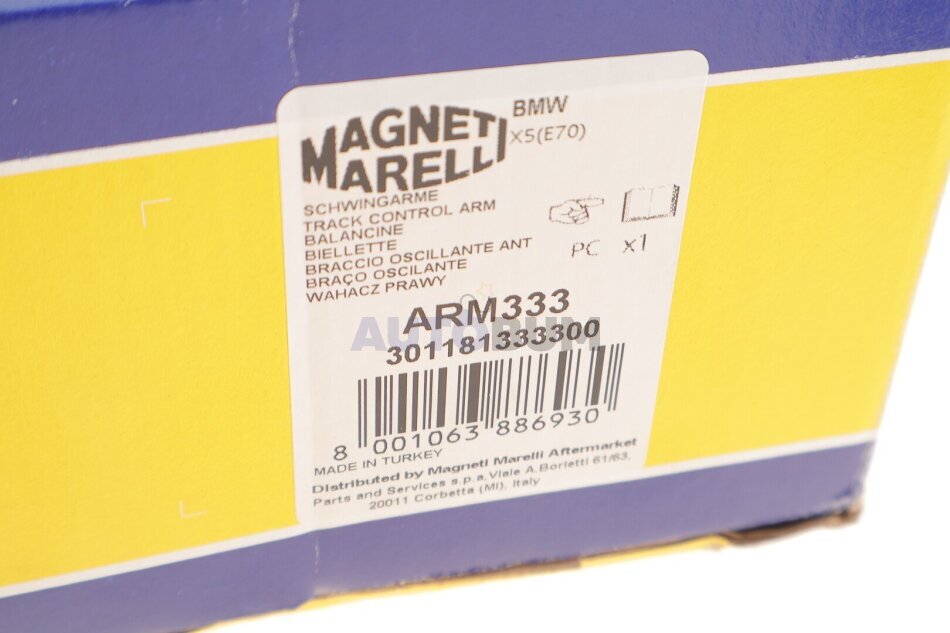 MAGNETI
MARELLI
BMW
X5(E70)
SCHWINGARME
TRACK CONTROL ARM
BALANCINE
BIELLETTE
BRACCIO OSCILLANTE ANT
BRAÇO OSCILANTE
WAHACZ PRAWY
PC x1
ARM333
AUTORUM
301181333300
8 001063 886930
MADE IN TURKEY
Distributed by Magneti Marelli Aftermarket
Parts and Services s.p.a. Viale A.Borletti 61/63,
20011 Corbetta (MI), Italy